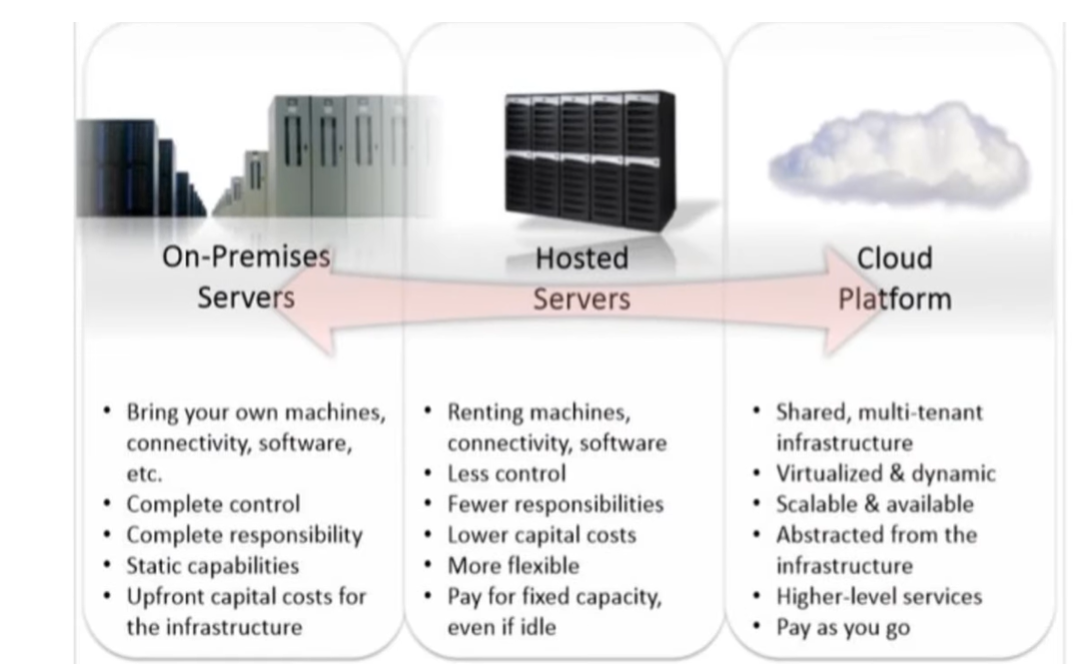 On-Premises
Servers
Hosted
Servers
Cloud
Platform
• Bring your own machines,
connectivity, software,
etc.
• Complete control
• Complete responsibility
• Static capabilities
• Upfront capital costs for
the infrastructure
• Renting machines,
connectivity, software
• Less control
• Fewer responsibilities
• Lower capital costs
• More flexible
• Pay for fixed capacity,
even if idle
• Shared, multi-tenant
infrastructure
• Virtualized & dynamic
• Scalable & available
• Abstracted from the
infrastructure
• Higher-level services
• Pay as you go